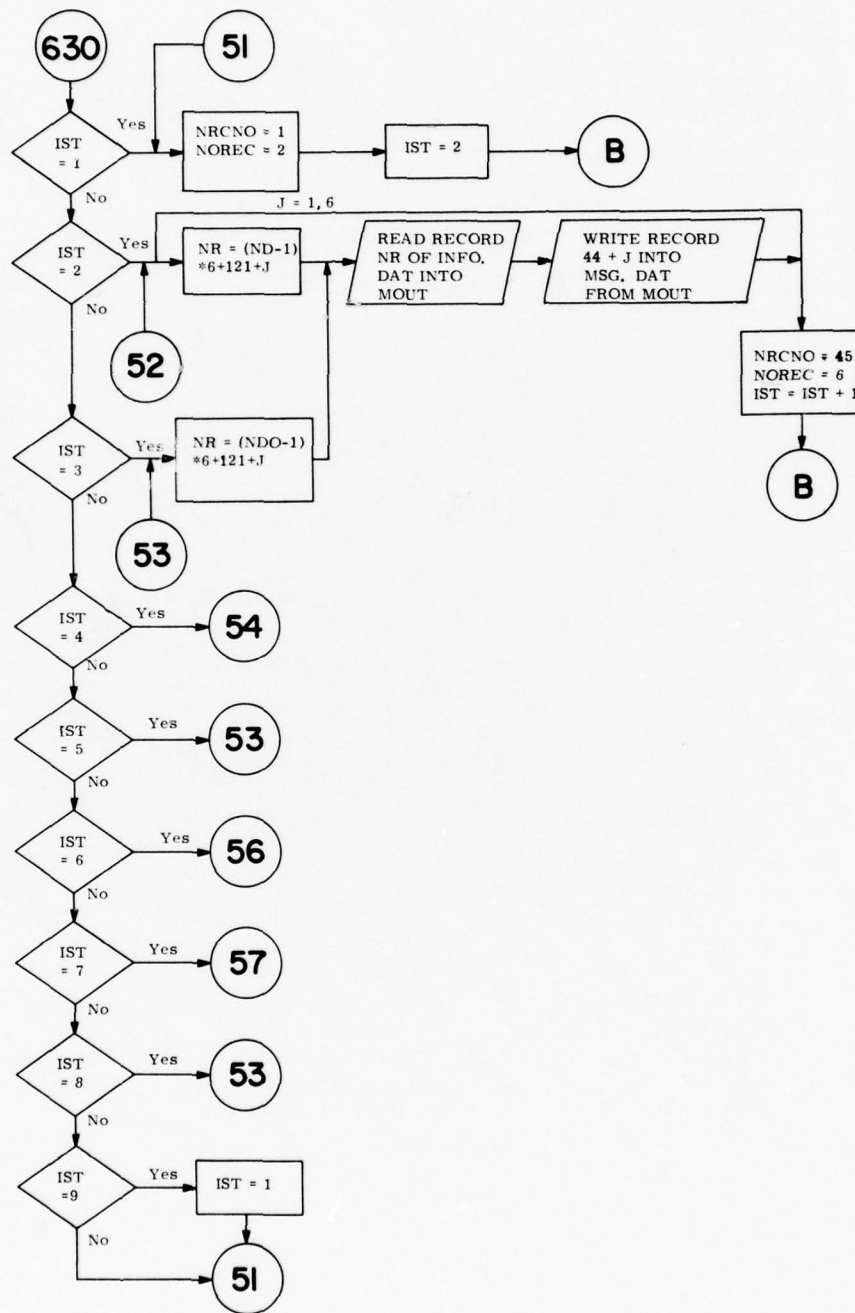 630
51
IST
= 1
Yes
No
NRCNO = 1
NOREC = 2
IST = 2
B
J = 1,6
IST
= 2
Yes
No
NR = (ND-1)
*6+121+J
READ RECORD
NR OF INFO.
DAT INTO
MOUT
WRITE RECORD
44 + J INTO
MSG. DAT
FROM MOUT
52
NRCNO = 45
NOREC = 6
IST = IST + 1
B
IST
= 3
Yes
No
NR = (NDO-1)
*6+121+J
53
IST
= 4
Yes
No
54
IST
= 5
Yes
No
53
IST
= 6
Yes
No
56
IST
= 7
Yes
No
57
IST
= 8
Yes
No
53
IST
=9
Yes
No
IST = 1
51